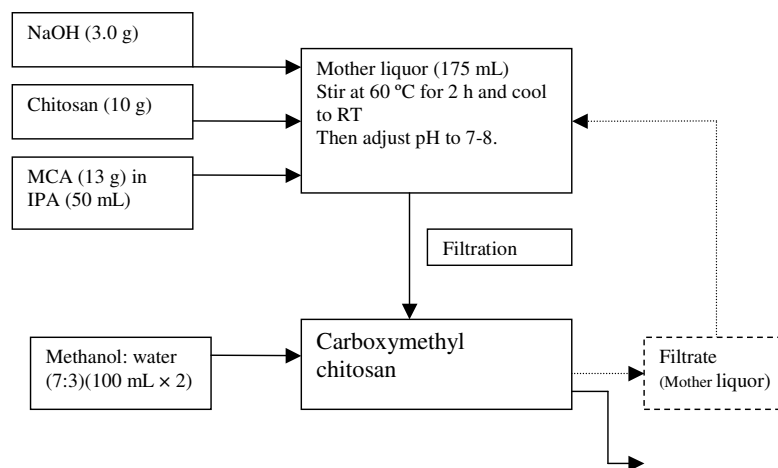 NaOH (3.0 g)
Chitosan (10 g)
MCA (13 g) in
IPA (50 mL)
Mother liquor (175 mL)
Stir at 60 ºC for 2 h and cool
to RT
Then adjust pH to 7-8.
Filtration
Methanol: water
(7:3)(100 mL × 2)
Carboxymethyl
chitosan
Filtrate
(Mother liquor)